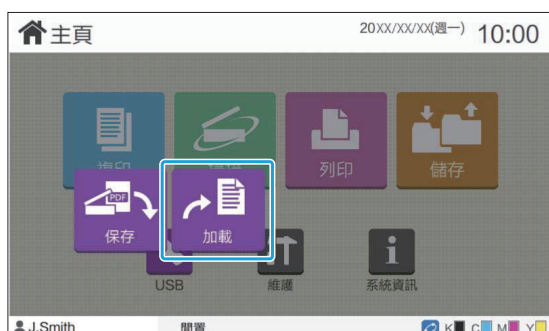 主頁
20XX/XX/XX(週一) 10:00
列印
儲存
PDF
保存
加載
USB
維護
系統資訊
J.Smith
閒置
K C M Y